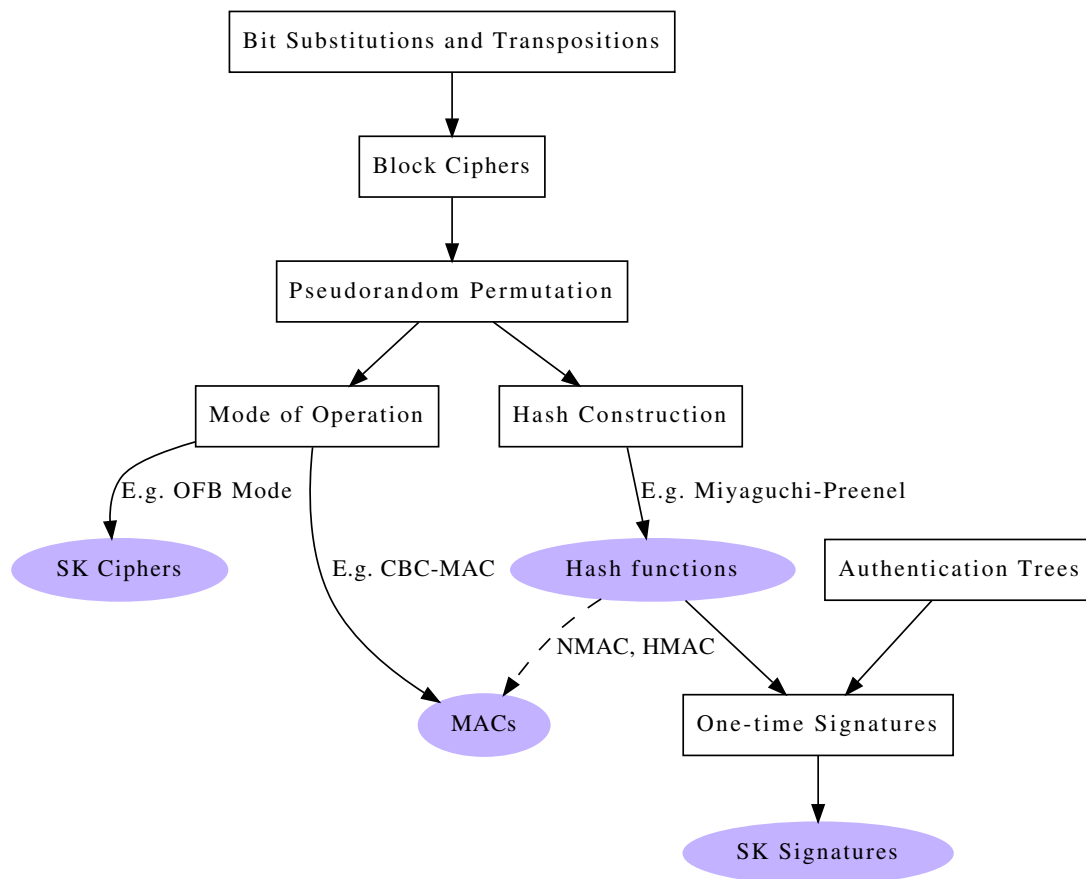 Bit Substitutions and Transpositions
Block Ciphers
Pseudorandom Permutation
Mode of Operation
Hash Construction
E.g. OFB Mode
E.g. Miyaguchi-Preenel
SK Ciphers
E.g. CBC-MAC
Hash functions
Authentication Trees
NMAC, HMAC
MACs
One-time Signatures
SK Signatures